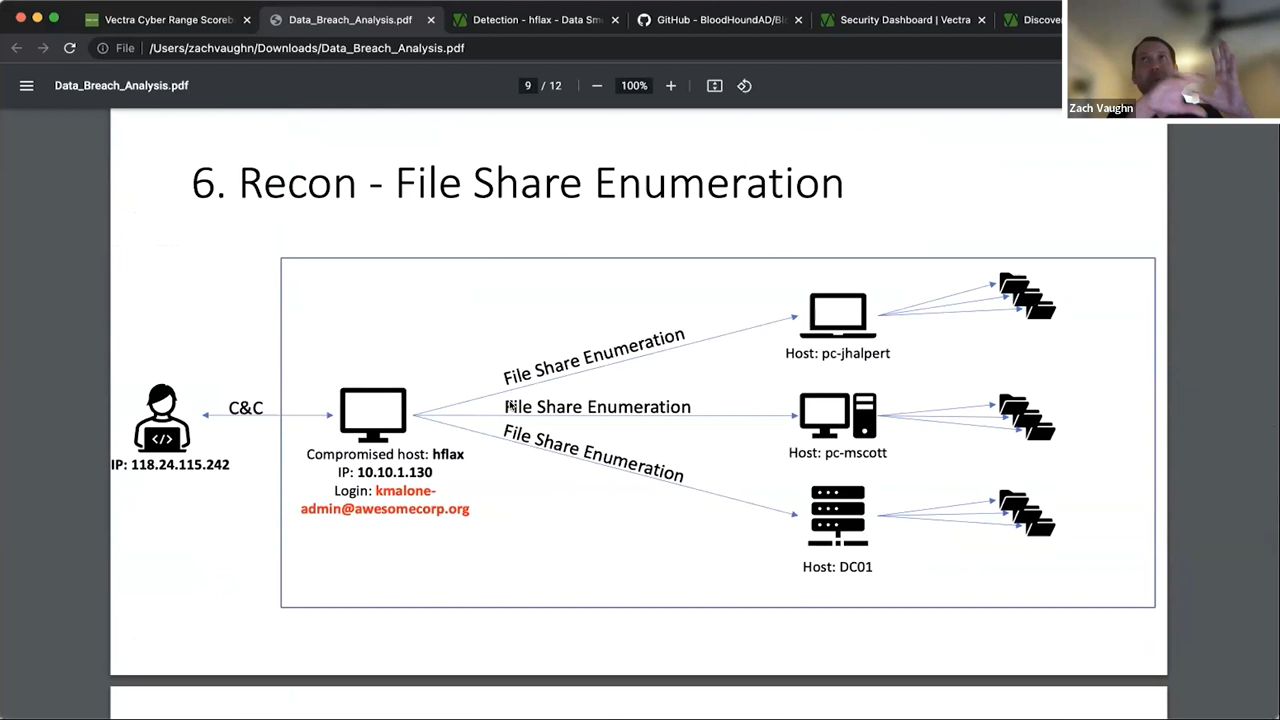 Vectra Cyber Range Scoreb
Data_Breach_Analysis.pdf
Detection - hflax - Data Sm
GitHub - BloodHoundAD/Bl
Security Dashboard | Vectra
Discove
File
/Users/zachvaughn/Downloads/Data_Breach_Analysis.pdf
Data_Breach_Analysis.pdf
9 / 12
100%
Zach Vaughn
6. Recon - File Share Enumeration
File Share Enumeration
Host: pc-jhalpert
C&C
File Share Enumeration
File Share Enumeration
Host: pc-mscott
IP: 118.24.115.242
Compromised host: hflax
IP: 10.10.1.130
Login: kmalone-
admin@awesomecorp.org
Host: DC01